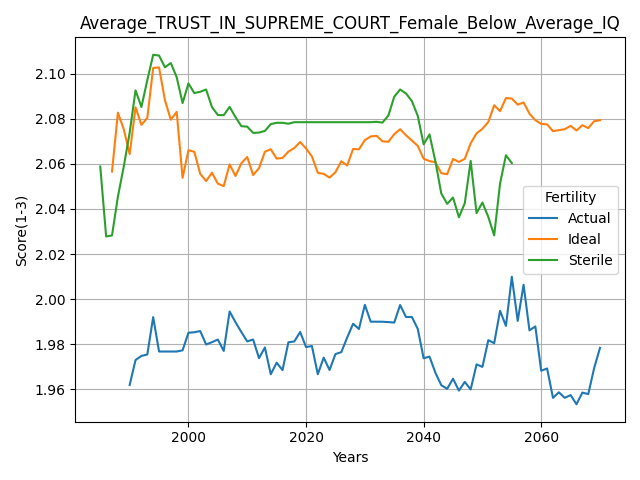 Average_TRUST_IN_SUPREME_COURT_Female_Below_Average_IQ
2.10
2.08
2.06
2.04
2.02
2.00
1.98
1.96
Score(1-3)
Fertility
Actual
Ideal
Sterile
2000 2020 2040 2060
Years